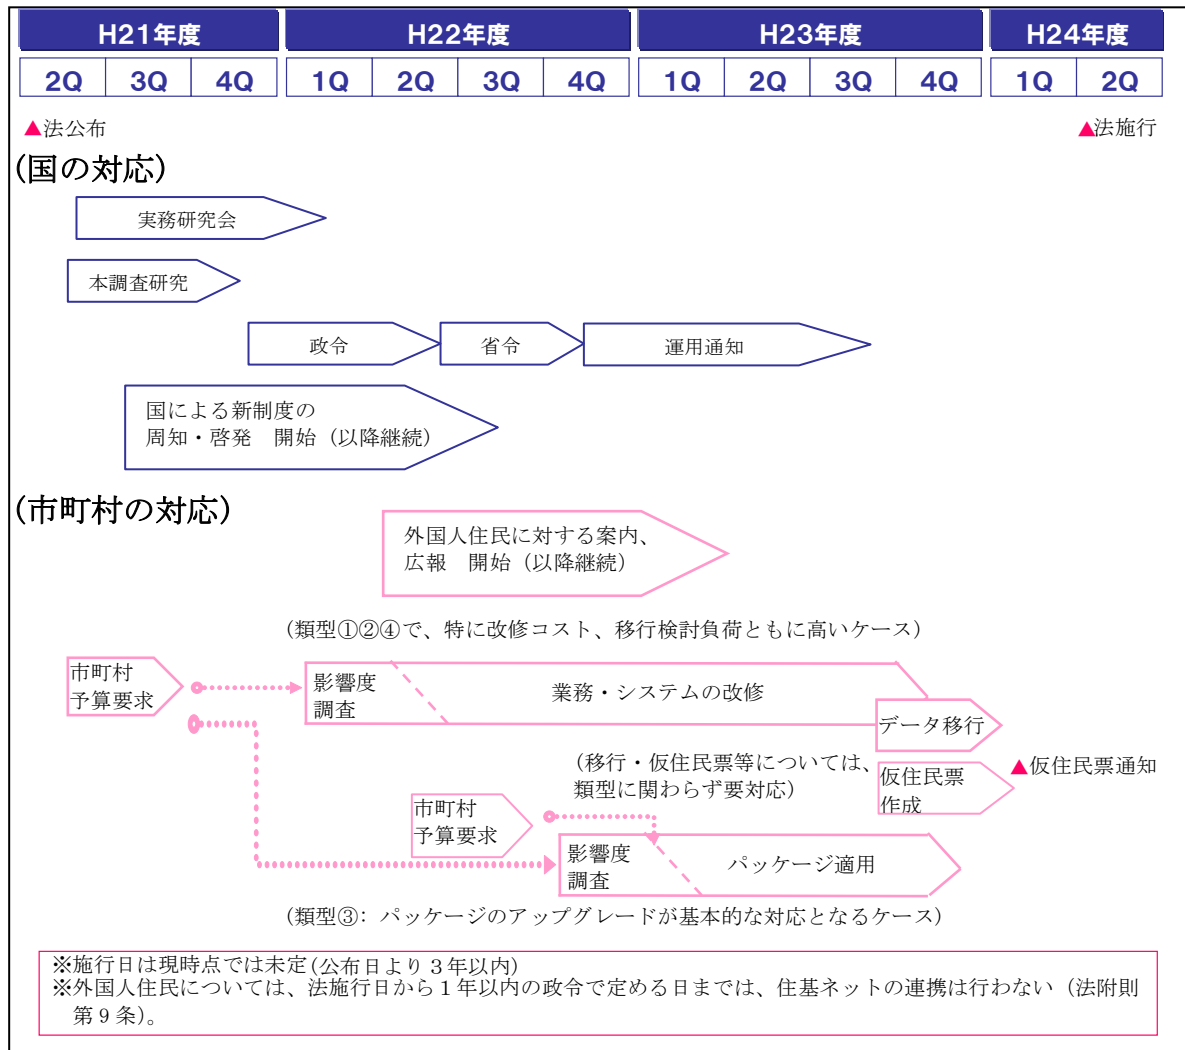 H21年度 H22年度 H23年度 H24年度
2Q 3Q 4Q 1Q 2Q 3Q 4Q 1Q 2Q 3Q 4Q 1Q 2Q
▲法公布 ▲法施行
(国の対応)
実務研究会
本調査研究
政令 省令 運用通知
国による新制度の
周知・啓発 開始(以降継続)
(市町村の対応)
外国人住民に対する案内、
広報 開始(以降継続)
(類型①②④で、特に改修コスト、移行検討負荷ともに高いケース)
市町村
予算要求
影響度
調査
業務・システムの改修
データ移行
(移行・仮住民票等については、
類型に関わらず要対応)
仮住民票
作成
▲仮住民票通知
市町村
予算要求
影響度
調査
パッケージ適用
(類型③: パッケージのアップグレードが基本的な対応となるケース)
※施行日は現時点では未定(公布日より3年以内)
※外国人住民については、法施行日から1年以内の政令で定める日までは、住基ネットの連携は行わない(法附則
第9条)。